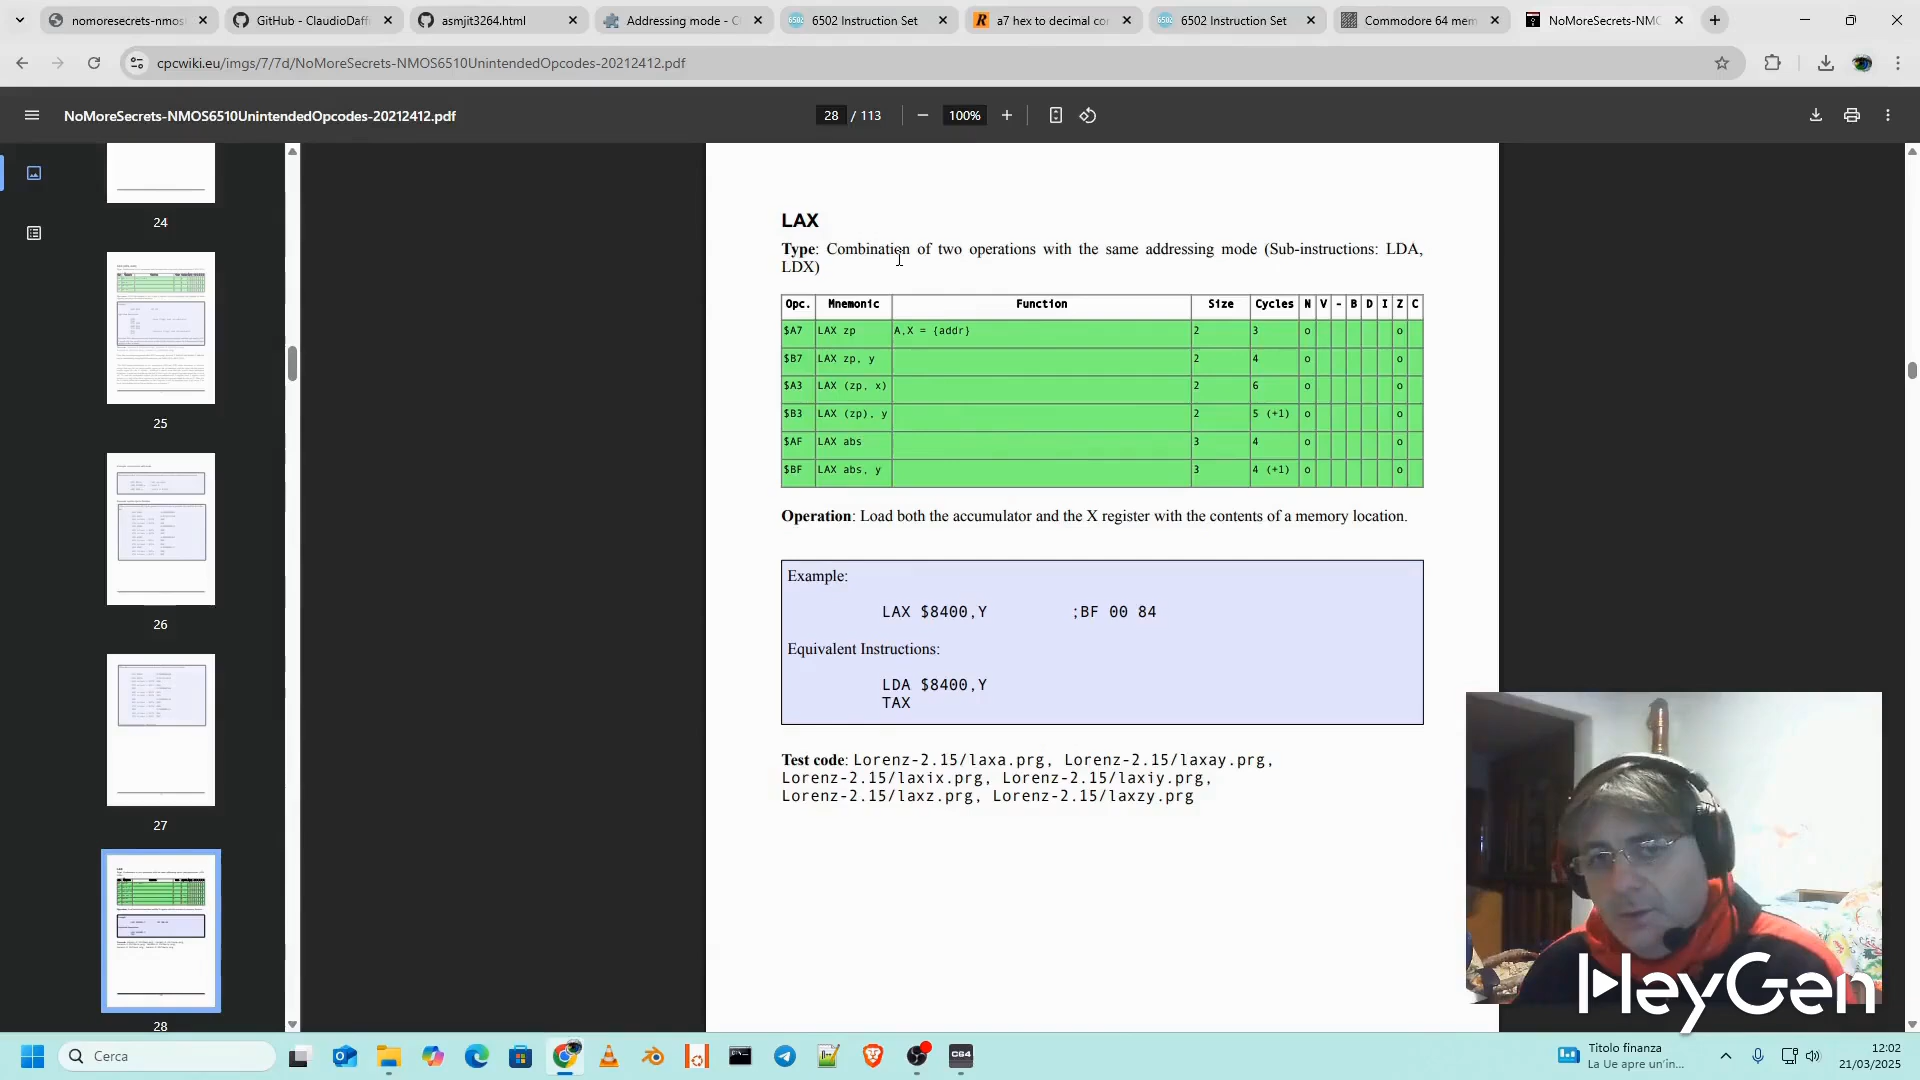 nomoresecrets-nmos
GitHub - ClaudioDaffr
asmjit3264.html
Addressing mode - C
6502 Instruction Set
a7 hex to decimal co
6502 Instruction Set
Commodore 64 mem
NoMoreSecrets-NMO
cpcwiki.eu/imgs/7/7d/NoMoreSecrets-NMOS6510UnintendedOpcodes-20212412.pdf
NoMoreSecrets-NMOS6510UnintendedOpcodes-20212412.pdf
28 / 113
100%
24
25
26
27
28
LAX
Type: Combination of two operations with the same addressing mode (Sub-instructions: LDA,
LDX)
Opc. Mnemonic Function Size Cycles N V - B D I Z C
$A7 LAX zp A,X = {addr} 2 3 o o
$B7 LAX zp, y 2 4 o o
$A3 LAX (zp, x) 2 6 o o
$B3 LAX (zp), y 2 5 (+1) o o
$AF LAX abs 3 4 o o
$BF LAX abs, y 3 4 (+1) o o
Operation: Load both the accumulator and the X register with the contents of a memory location.
Example:
LAX $8400,Y ;BF 00 84
Equivalent Instructions:
LDA $8400,Y
TAX
Test code: Lorenz-2.15/laxa.prg, Lorenz-2.15/laxay.prg,
Lorenz-2.15/laxix.prg, Lorenz-2.15/laxiy.prg,
Lorenz-2.15/laxz.prg, Lorenz-2.15/laxzy.prg
HeyGen
Cerca
C64
Titolo finanza
La Ue apre un'in...
12:02
21/03/2025